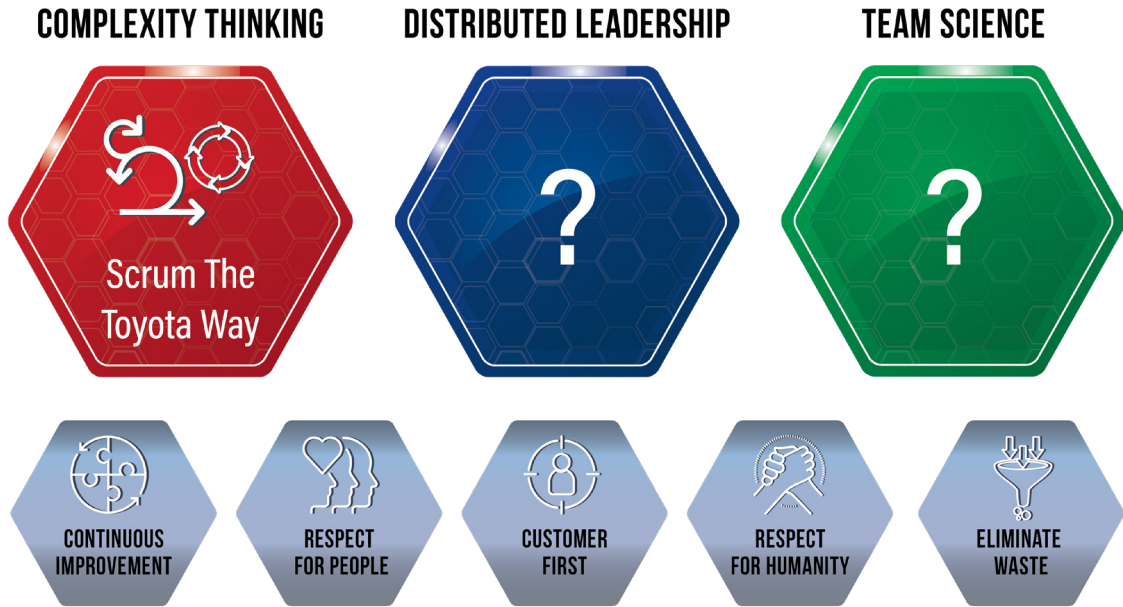 COMPLEXITY THINKING
DISTRIBUTED LEADERSHIP
TEAM SCIENCE
Scrum The
Toyota Way
?
?
CONTINUOUS
IMPROVEMENT
RESPECT
FOR PEOPLE
CUSTOMER
FIRST
RESPECT
FOR HUMANITY
ELIMINATE
WASTE